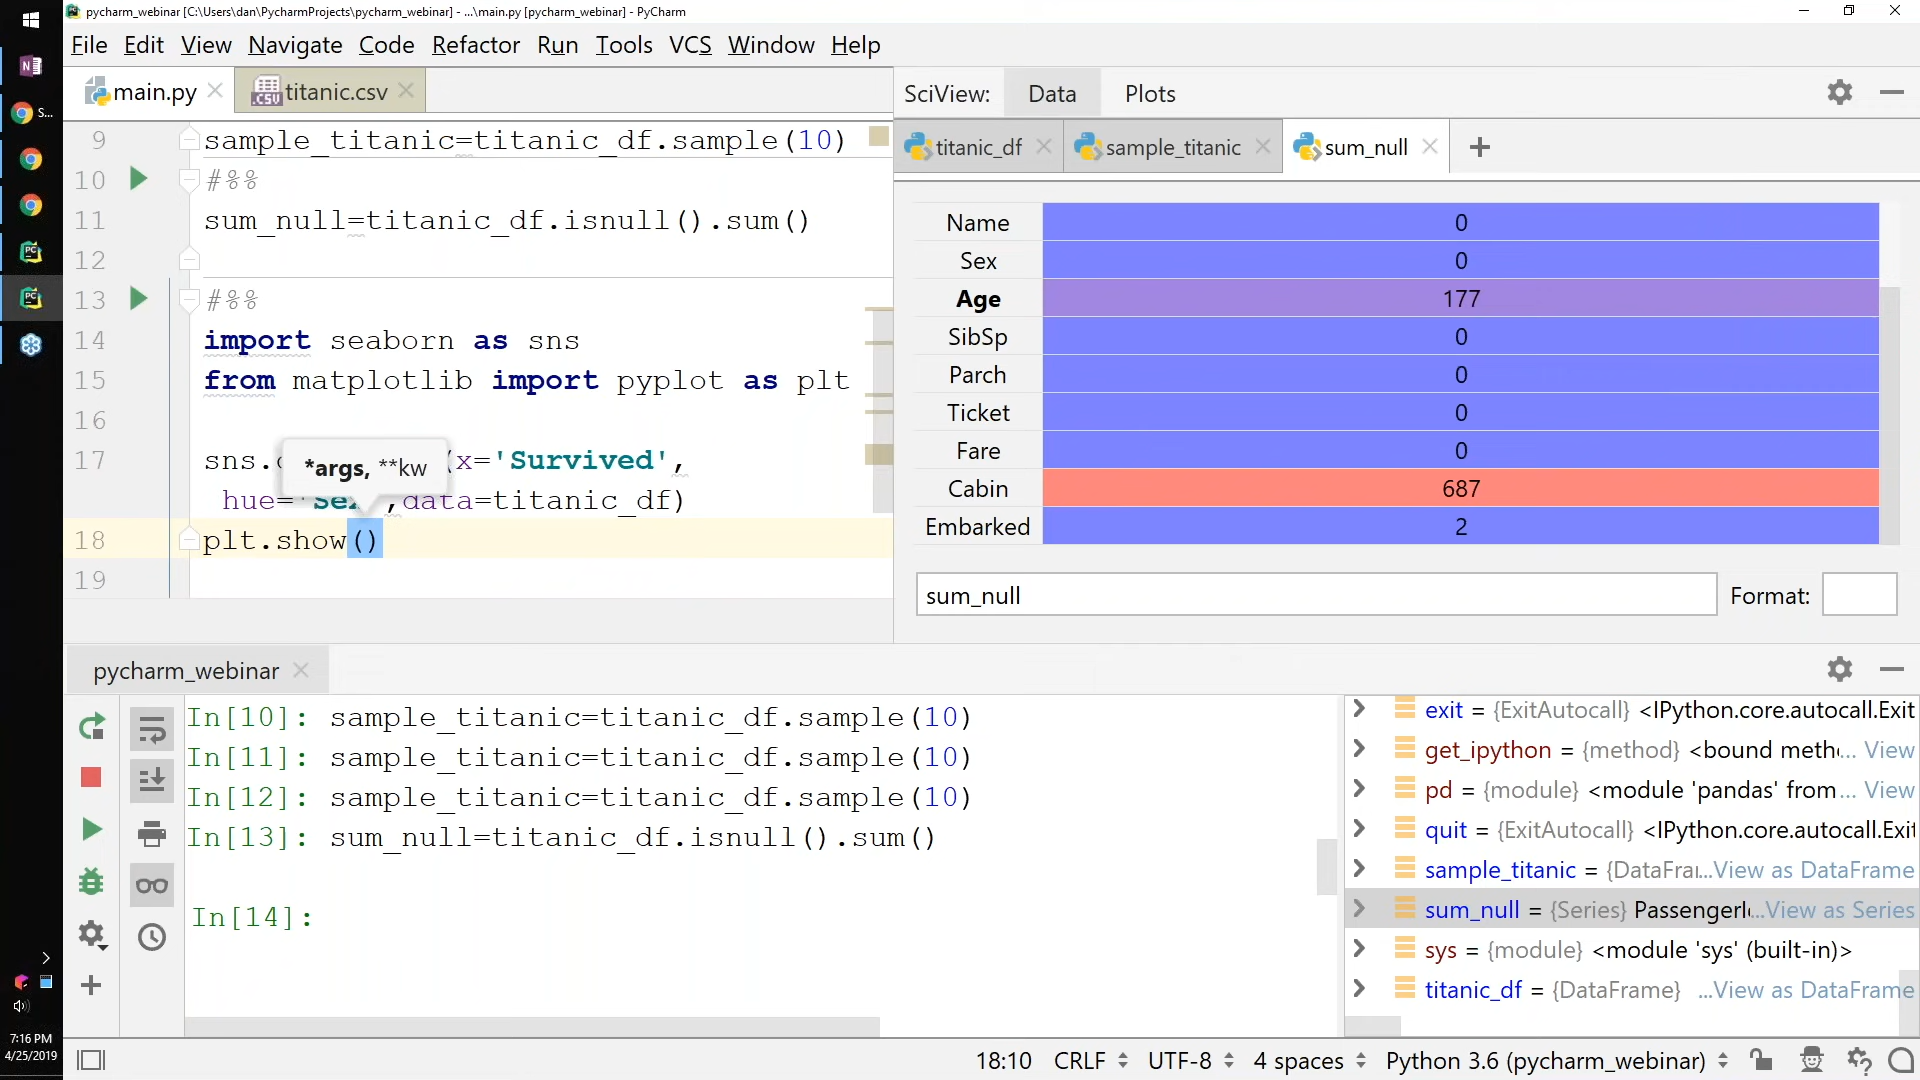 pycharm_webinar [C:\Users\dan\PycharmProjects\pycharm_webinar] - ...\main.py [pycharm_webinar] - PyCharm
File Edit View Navigate Code Refactor Run Tools VCS Window Help
main.py titanic.csv
SciView: Data Plots
titanic_df sample_titanic sum_null
9 sample_titanic=titanic_df.sample(10)
10 #%%
11 sum_null=titanic_df.isnull().sum()
12
13 #%%
14 import seaborn as sns
15 from matplotlib import pyplot as plt
16
17 sns. (x='Survived',
*args, **kw
hue='Sex',data=titanic_df)
18 plt.show()
19
Name 0
Sex 0
Age 177
SibSp 0
Parch 0
Ticket 0
Fare 0
Cabin 687
Embarked 2
sum_null Format:
pycharm_webinar
In[10]: sample_titanic=titanic_df.sample(10)
In[11]: sample_titanic=titanic_df.sample(10)
In[12]: sample_titanic=titanic_df.sample(10)
In[13]: sum_null=titanic_df.isnull().sum()
In[14]:
exit = {ExitAutocall} <IPython.core.autocall.Exit
get_ipython = {method} <bound meth... View
pd = {module} <module 'pandas' from... View
quit = {ExitAutocall} <IPython.core.autocall.Exit
sample_titanic = {DataFra...View as DataFrame
sum_null = {Series} PassengerI...View as Series
sys = {module} <module 'sys' (built-in)>
titanic_df = {DataFrame} ...View as DataFrame
S...
7:16 PM
4/25/2019
18:10 CRLF UTF-8 4 spaces Python 3.6 (pycharm_webinar)